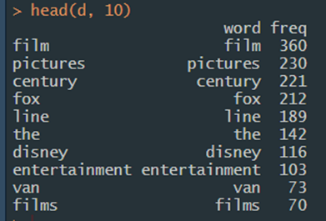 > head(d, 10)
word freq
film film 360
pictures pictures 230
century century 221
fox fox 212
line line 189
the the 142
disney disney 116
entertainment entertainment 103
van van 73
films films 70